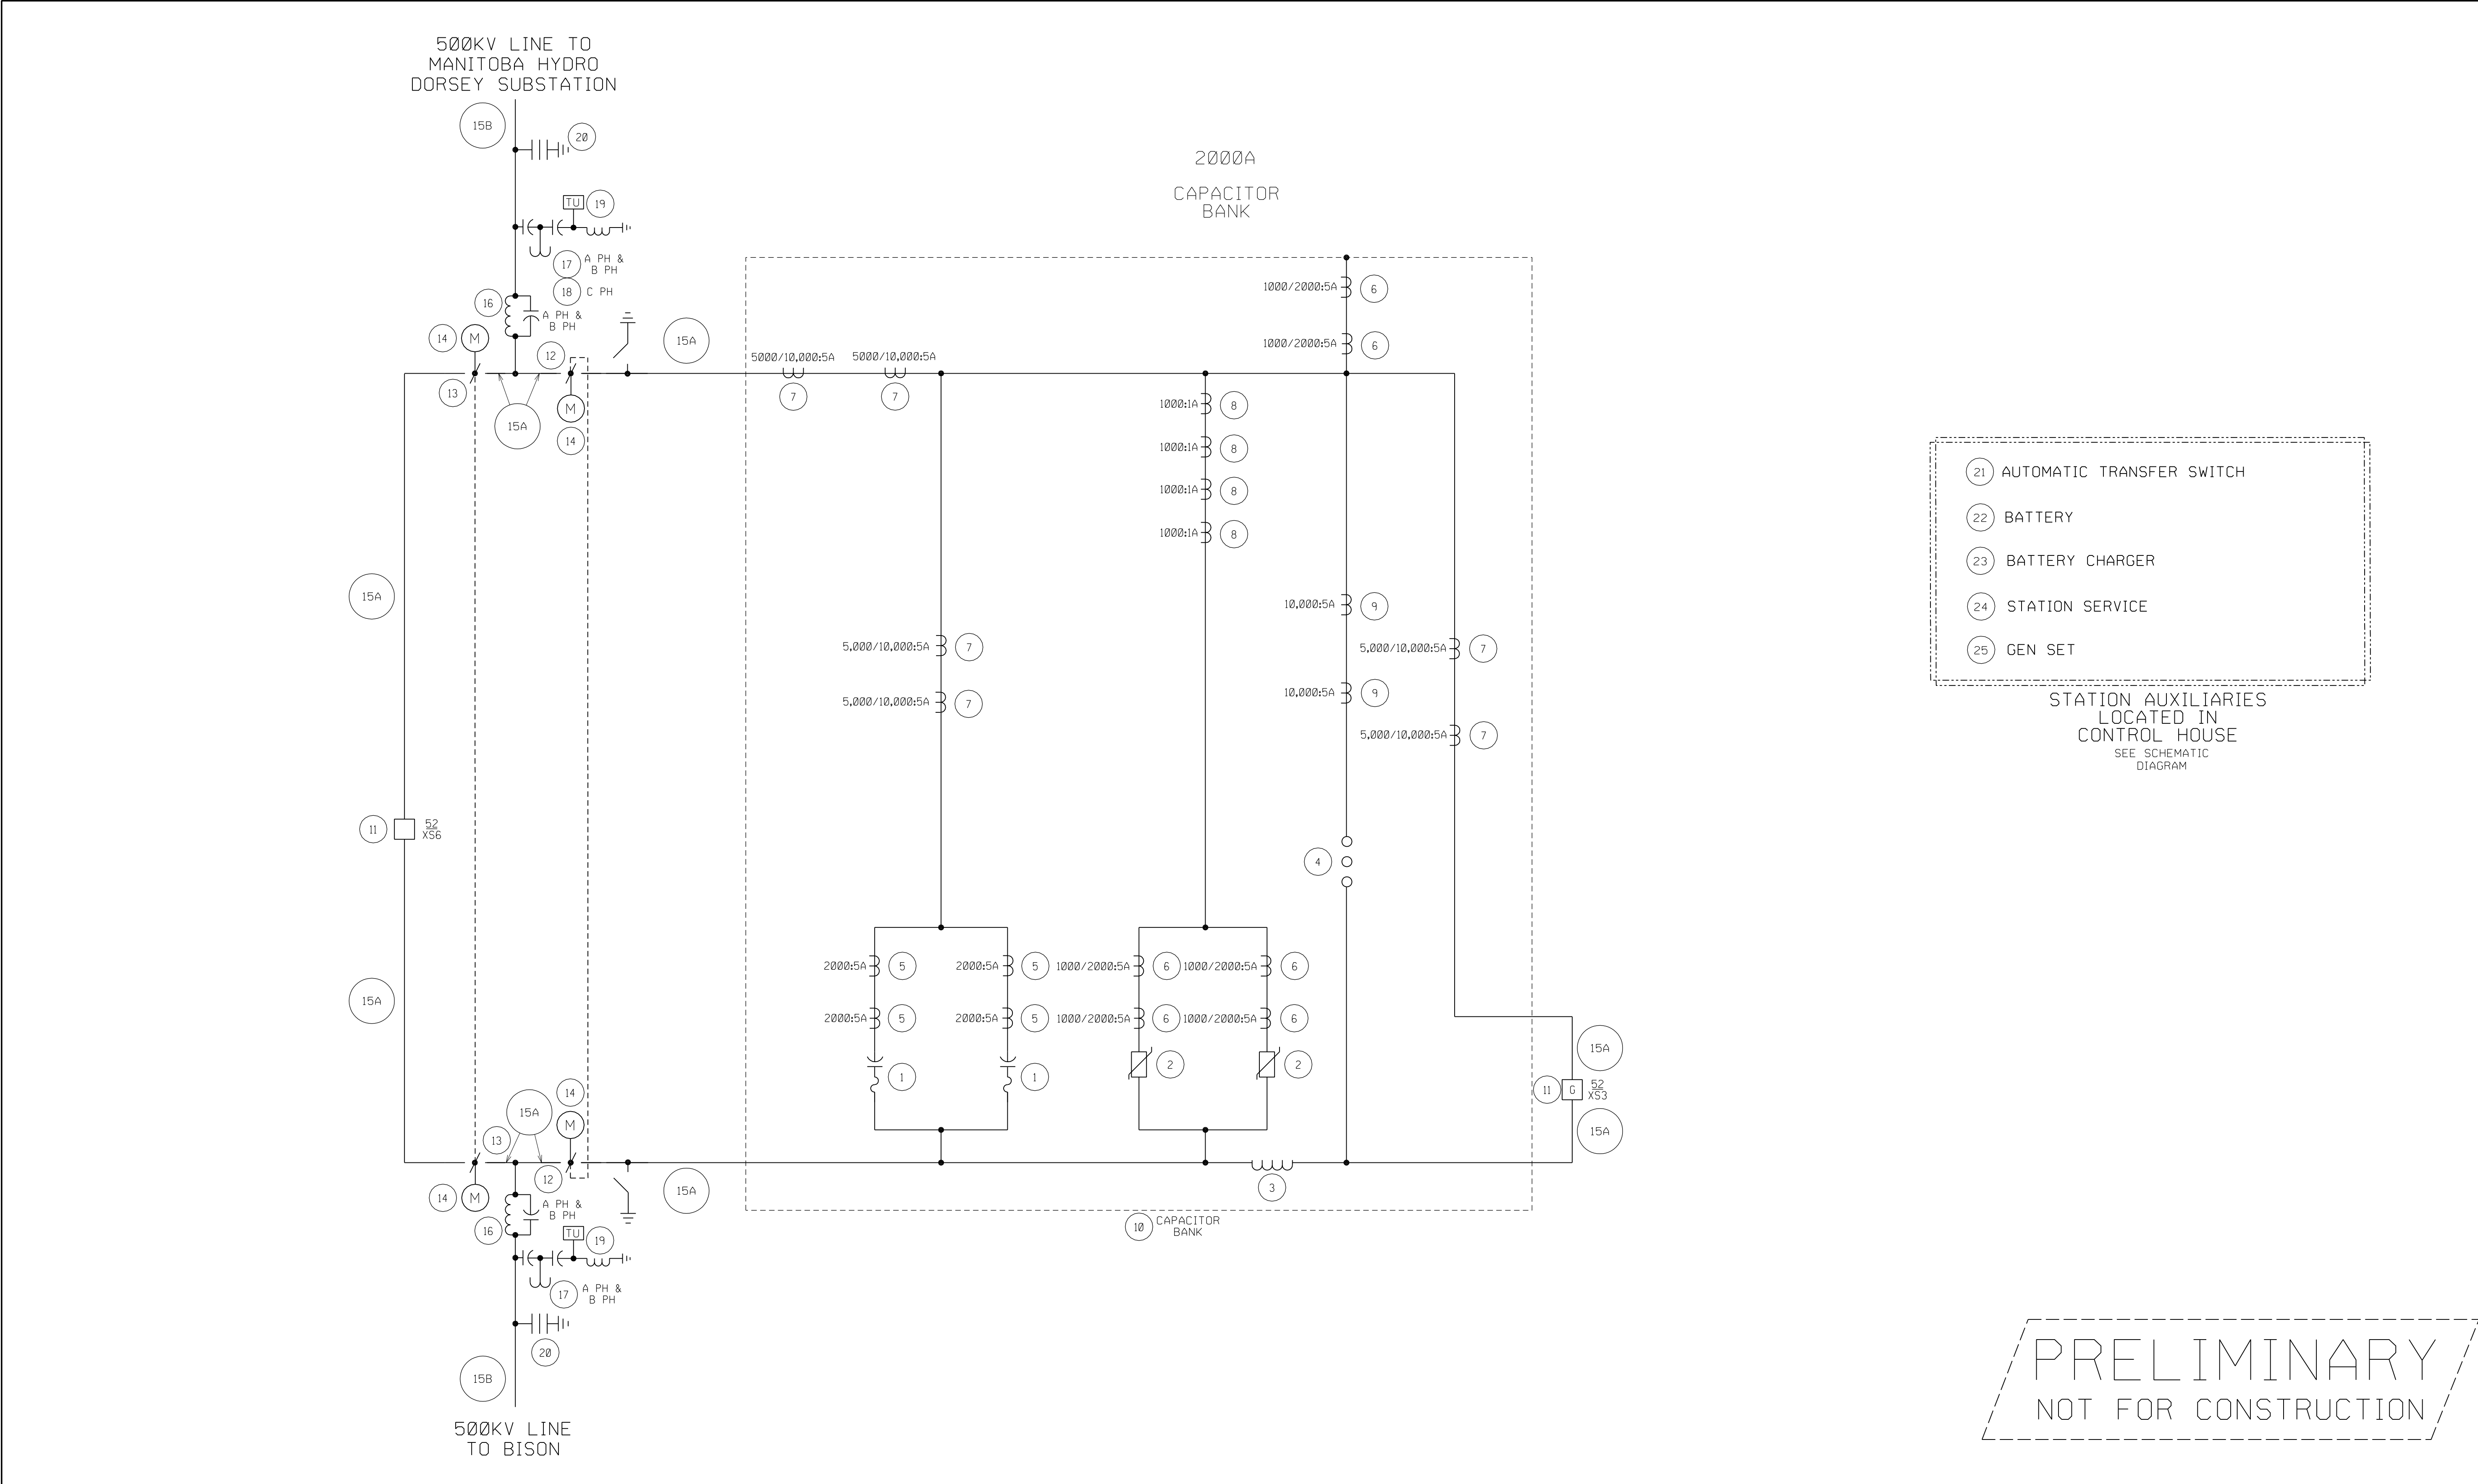 500KV LINE TO
MANITOBA HYDRO
DORSEY SUBSTATION
15B
20
TU
19
17
A PH &
B PH
18
C PH
16
A PH &
B PH
14
M
12
13
15A
M
14
15A
2000A
CAPACITOR
BANK
1000/2000:5A
6
1000/2000:5A
6
5000/10,000:5A
5000/10,000:5A
7
7
1000:1A
8
1000:1A
8
1000:1A
8
1000:1A
8
10,000:5A
9
5,000/10,000:5A
7
5,000/10,000:5A
7
10,000:5A
9
5,000/10,000:5A
7
5,000/10,000:5A
7
15A
11
52
XS6
15A
4
2000:5A
5
2000:5A
5
1000/2000:5A
6
1000/2000:5A
6
2000:5A
5
2000:5A
5
1000/2000:5A
6
1000/2000:5A
6
1
1
2
2
15A
11
G
52
XS3
15A
14
15A
M
13
12
14
M
15A
3
16
A PH &
B PH
TU
19
17
A PH &
B PH
20
15B
10
CAPACITOR
BANK
500KV LINE
TO BISON
21
AUTOMATIC TRANSFER SWITCH
22
BATTERY
23
BATTERY CHARGER
24
STATION SERVICE
25
GEN SET
STATION AUXILIARIES
LOCATED IN
CONTROL HOUSE
SEE SCHEMATIC
DIAGRAM
PRELIMINARY
NOT FOR CONSTRUCTION